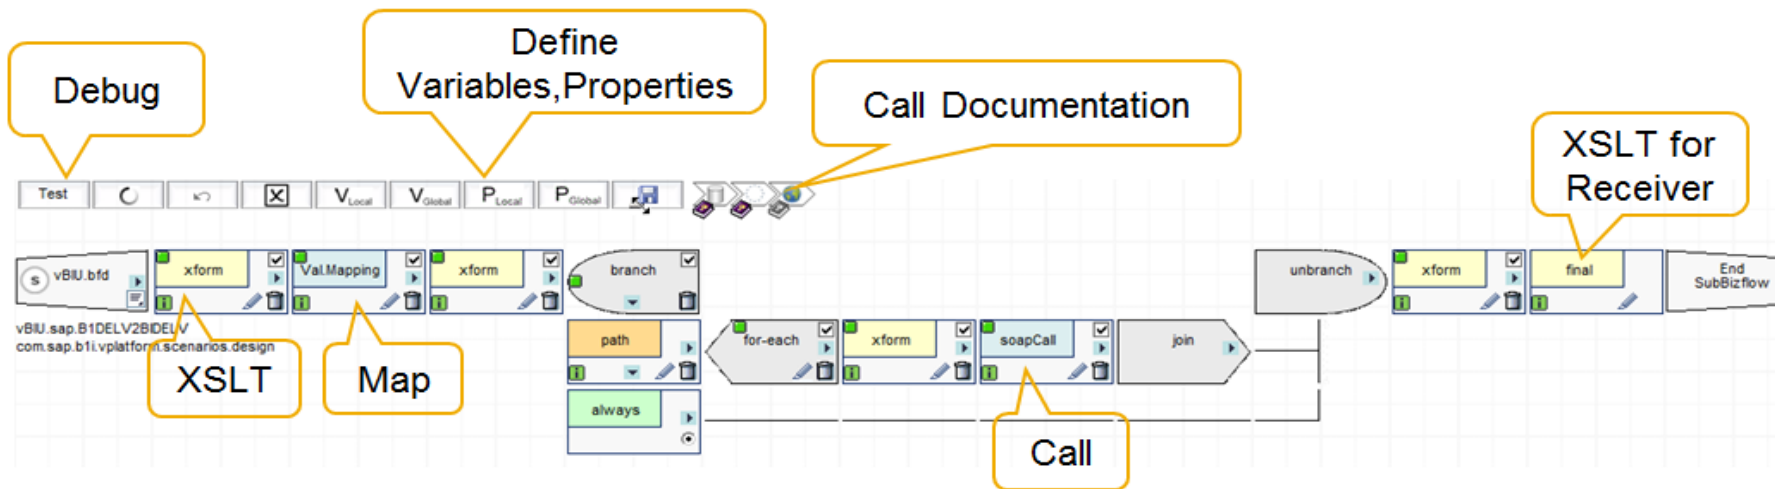 Define
Variables,Properties
Debug
Call Documentation
XSLT for
Receiver
Test
X
VLocal
VGlobal
PLocal
PGlobal
s
vBIU.bfd
xform
Val.Mapping
xform
branch
unbranch
xform
final
End
SubBizflow
vBIU.sap.B1DELV2BIDELV
com.sap.b1i.vplatform.scenarios.design
path
for-each
xform
soapCall
join
XSLT
Map
always
Call